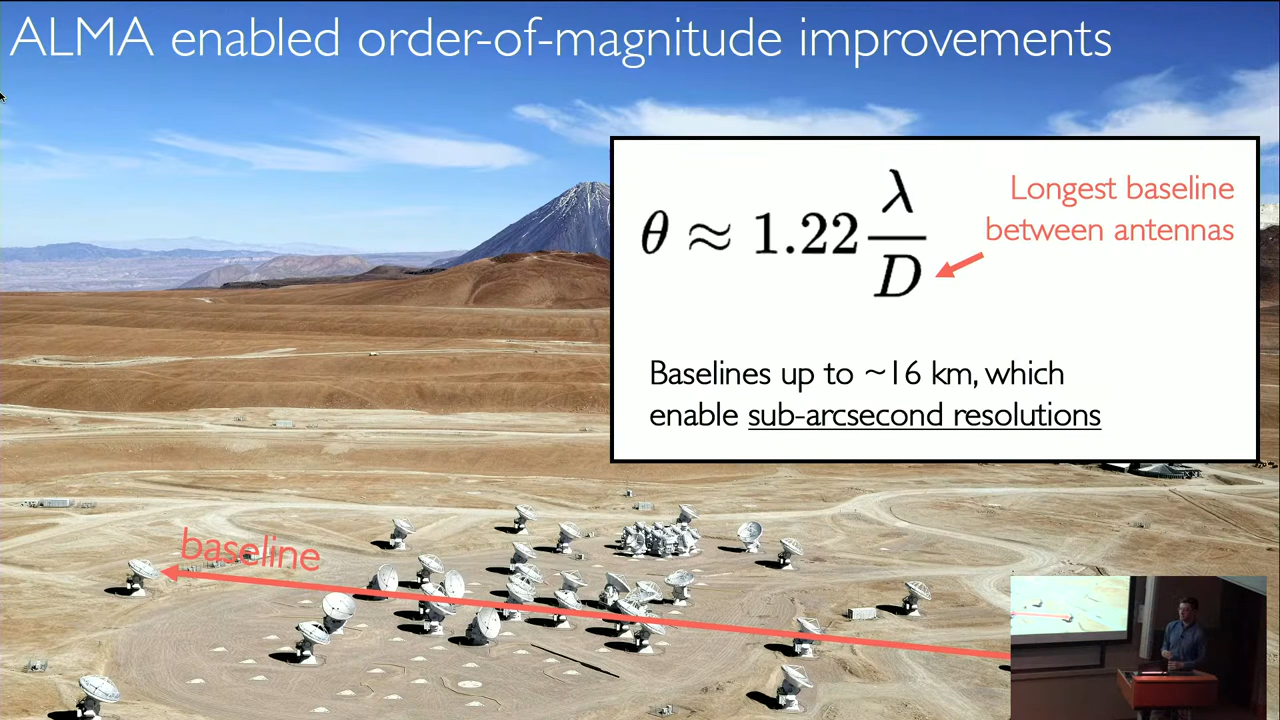 ALMA enabled order-of-magnitude improvements
θ ≈ 1.22 λ/D
Longest baseline
between antennas
Baselines up to ~16 km, which
enable sub-arcsecond resolutions
baseline